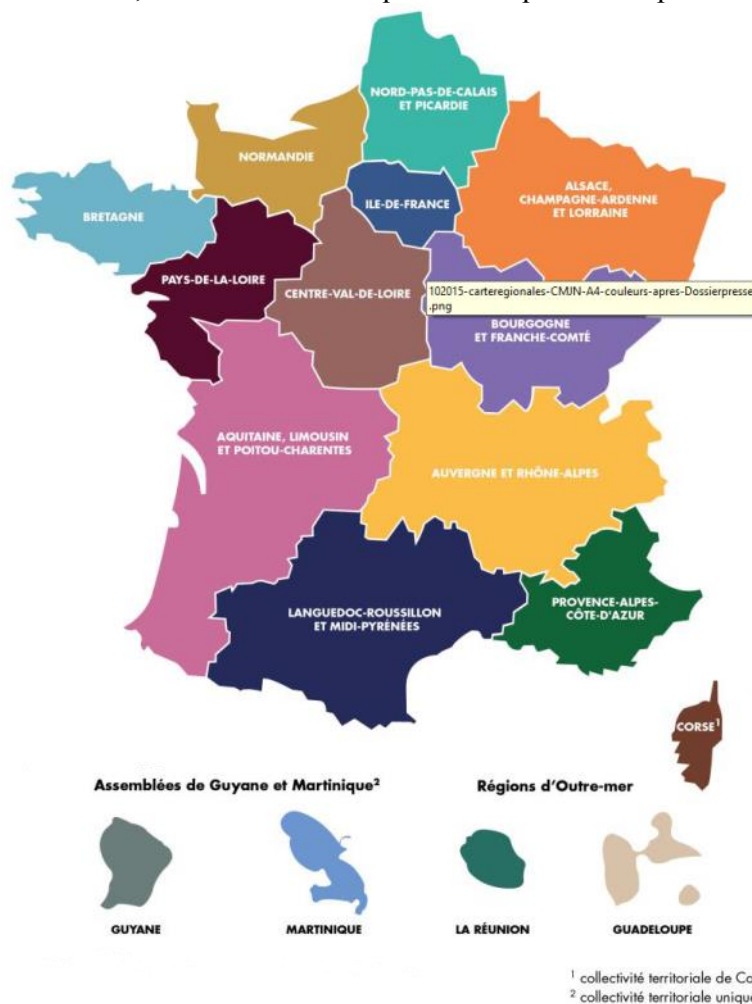 NORD-PAS-DE-CALAIS
ET PICARDIE
NORMANDIE
ILE-DE-FRANCE
ALSACE,
CHAMPAGNE-ARDENNE
ET LORRAINE
BRETAGNE
PAYS-DE-LA-LOIRE
CENTRE-VAL-DE-LOIRE
102015-carteregionales-CMJN-A4-couleurs-apres-Dossierpresse
.png
BOURGOGNE
ET FRANCHE-COMTÉ
AQUITAINE, LIMOUSIN
ET POITOU-CHARENTES
AUVERGNE ET RHÔNE-ALPES
LANGUEDOC-ROUSSILLON
ET MIDI-PYRÉNÉES
PROVENCE-ALPES-
CÔTE-D'AZUR
CORSE¹
Assemblées de Guyane et Martinique²
Régions d'Outre-mer
GUYANE
MARTINIQUE
LA RÉUNION
GUADELOUPE
¹ collectivité territoriale de Co
² collectivité territoriale unique